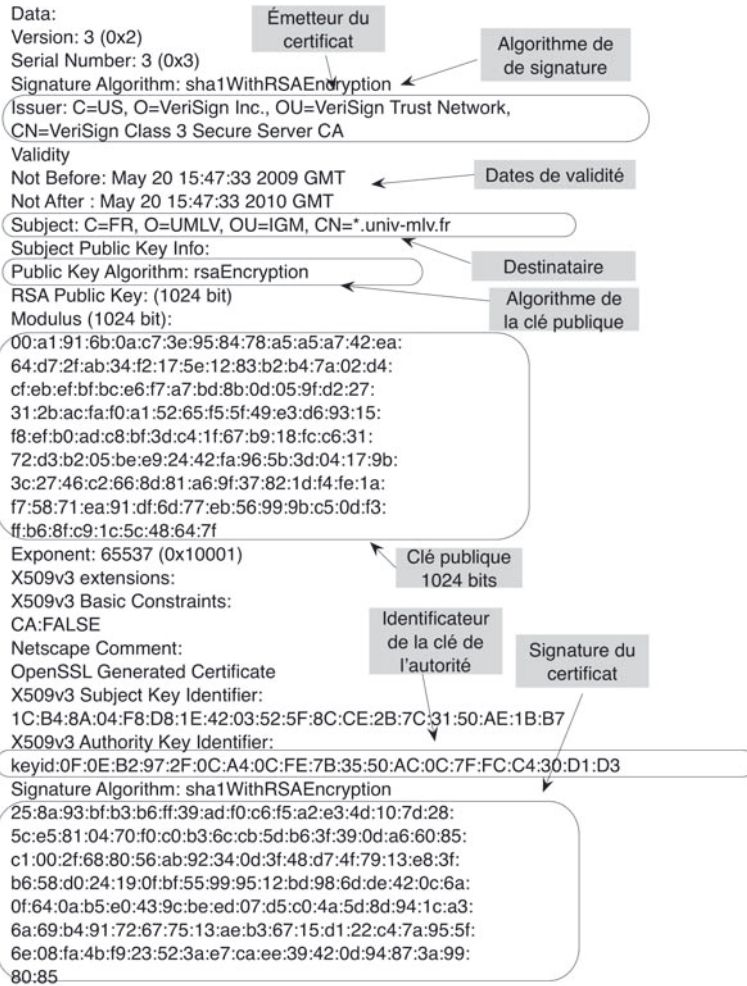 Data:
Version: 3 (0x2)
Serial Number: 3 (0x3)
Émetteur du
certificat
Algorithme de
de signature
Signature Algorithm: sha1WithRSAEncryption
Issuer: C=US, O=VeriSign Inc., OU=VeriSign Trust Network,
CN=VeriSign Class 3 Secure Server CA
Validity
Not Before: May 20 15:47:33 2009 GMT
Not After : May 20 15:47:33 2010 GMT
Dates de validité
Subject: C=FR, O=UMLV, OU=IGM, CN=*.univ-mlv.fr
Subject Public Key Info:
Destinataire
Public Key Algorithm: rsaEncryption
Algorithme de
la clé publique
RSA Public Key: (1024 bit)
Modulus (1024 bit):
00:a1:91:6b:0a:c7:3e:95:84:78:a5:a5:a7:42:ea:
64:d7:2f:ab:34:f2:17:5e:12:83:b2:b4:7a:02:d4:
cf:eb:ef:bf:bc:e6:f7:a7:bd:8b:0d:05:9f:d2:27:
31:2b:ac:fa:f0:a1:52:65:f5:5f:49:e3:d6:93:15:
f8:ef:b0:ad:c8:bf:3d:c4:1f:67:b9:18:fc:c6:31:
72:d3:b2:05:be:e9:24:42:fa:96:5b:3d:04:17:9b:
3c:27:46:c2:66:8d:81:a6:9f:37:82:1d:f4:fe:1a:
f7:58:71:ea:91:df:6d:77:eb:56:99:9b:c5:0d:f3:
ff:b6:8f:c9:1c:5c:48:64:7f
Exponent: 65537 (0x10001)
Clé publique
1024 bits
X509v3 extensions:
X509v3 Basic Constraints:
CA:FALSE
Netscape Comment:
OpenSSL Generated Certificate
Identificateur
de la clé de
l'autorité
Signature du
certificat
X509v3 Subject Key Identifier:
1C:B4:8A:04:F8:D8:1E:42:03:52:5F:8C:CE:2B:7C:31:50:AE:1B:B7
X509v3 Authority Key Identifier:
keyid:0F:0E:B2:97:2F:0C:A4:0C:FE:7B:35:50:AC:0C:7F:FC:C4:30:D1:D3
Signature Algorithm: sha1WithRSAEncryption
25:8a:93:bf:b3:b6:ff:39:ad:f0:c6:f5:a2:e3:4d:10:7d:28:
5c:e5:81:04:70:f0:c0:b3:6c:cb:5d:b6:3f:39:0d:a6:60:85:
c1:00:2f:68:80:56:ab:92:34:0d:3f:48:d7:4f:79:13:e8:3f:
b6:58:d0:24:19:0f:bf:55:99:95:12:bd:98:6d:de:42:0c:6a:
0f:64:0a:b5:e0:43:9c:be:ed:07:d5:c0:4a:5d:8d:94:1c:a3:
6a:69:b4:91:72:67:75:13:ae:b3:67:15:d1:22:c4:7a:95:5f:
6e:08:fa:4b:f9:23:52:3a:e7:ca:ee:39:42:0d:94:87:3a:99:
80:85